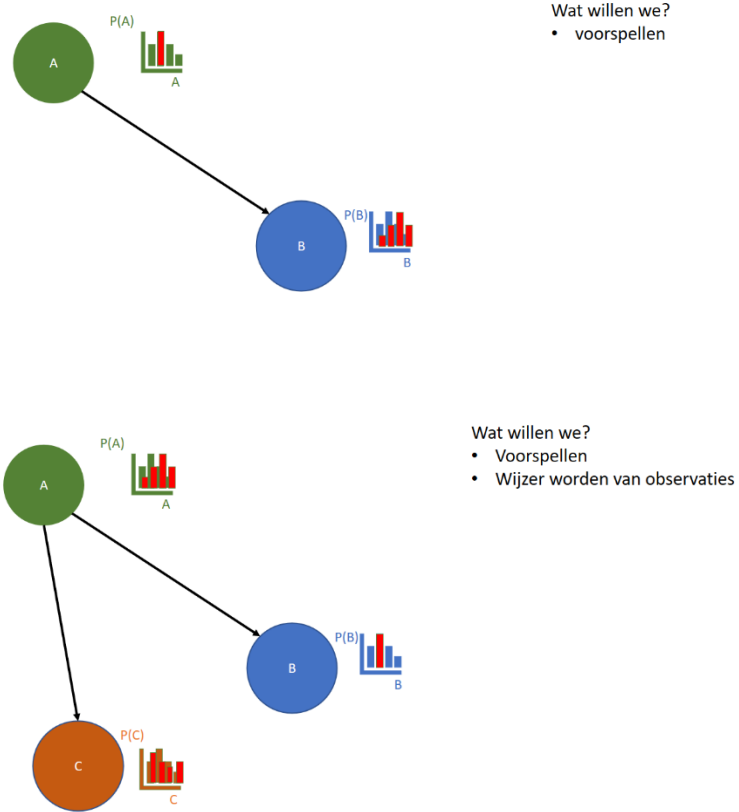 Wat willen we?
• voorspellen
P(A)
A
A
P(B)
B
B
Wat willen we?
• Voorspellen
• Wijzer worden van observaties
P(A)
A
A
P(B)
B
B
P(C)
C
C